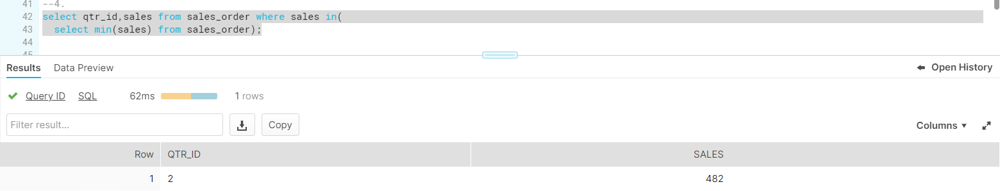 41 --4.
42 select qtr_id,sales from sales_order where sales in(
43 select min(sales) from sales_order);
44
45
Results Data Preview Open History
Query ID SQL 62ms 1 rows
Filter result... Copy Columns
Row QTR_ID SALES
1 2 482